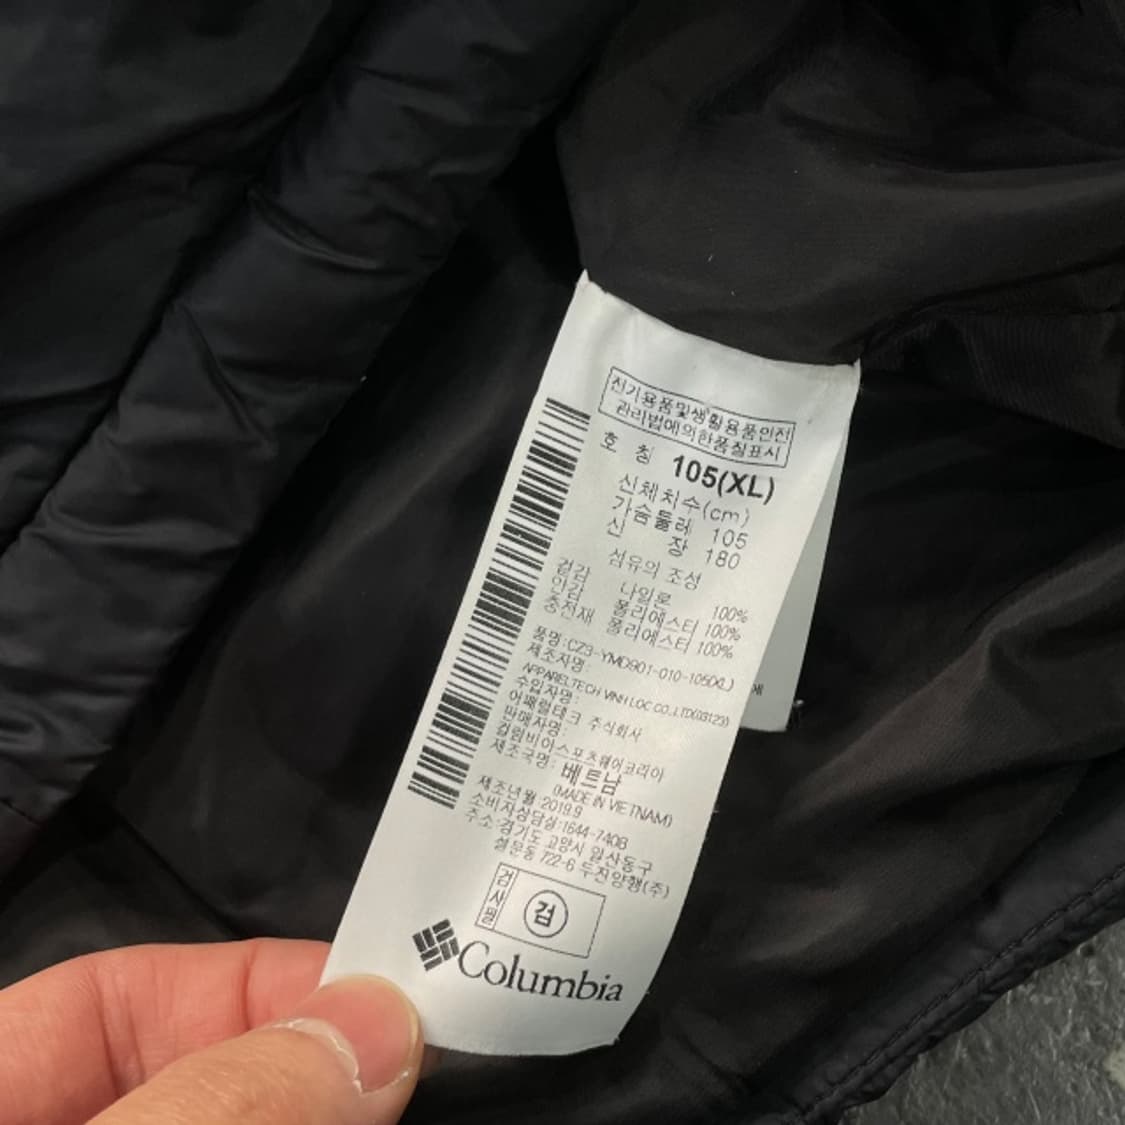 전기용품및생활용품안전
관리법에의한품질표시
호 칭 105(XL)
신체치수(cm)
가슴둘레 105
신 장 180
섬유의 조성
겉감 나일론 100%
안감 폴리에스터 100%
충전재 폴리에스터 100%
품명:CZ3-YMD901-010-105(XL)
제조자명:
APPARELTECH VINH LOC CO.,LTD(03123)
수입자명:
어패럴테크 주식회사
판매자명:
컬럼비아스포츠웨어코리아
제조국명: 베트남
(MADE IN VIETNAM)
제조년월:2019.9
소비자상담실:1644-7408
주소:경기도 고양시 일산동구
설문동 722-6 두진양행(주)
검사필
검
Columbia
에